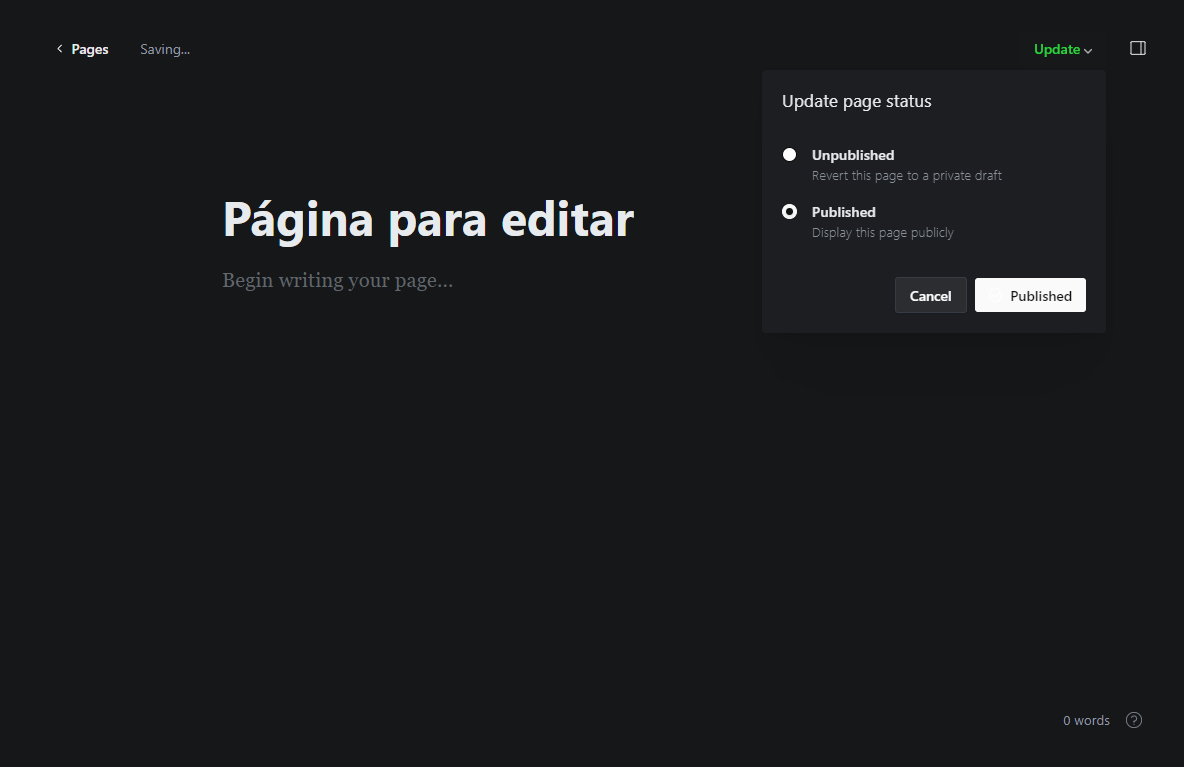 Pages
Saving...
Update
Update page status
Unpublished
Revert this page to a private draft
Published
Display this page publicly
Cancel
Published
Página para editar
Begin writing your page...
0 words
?